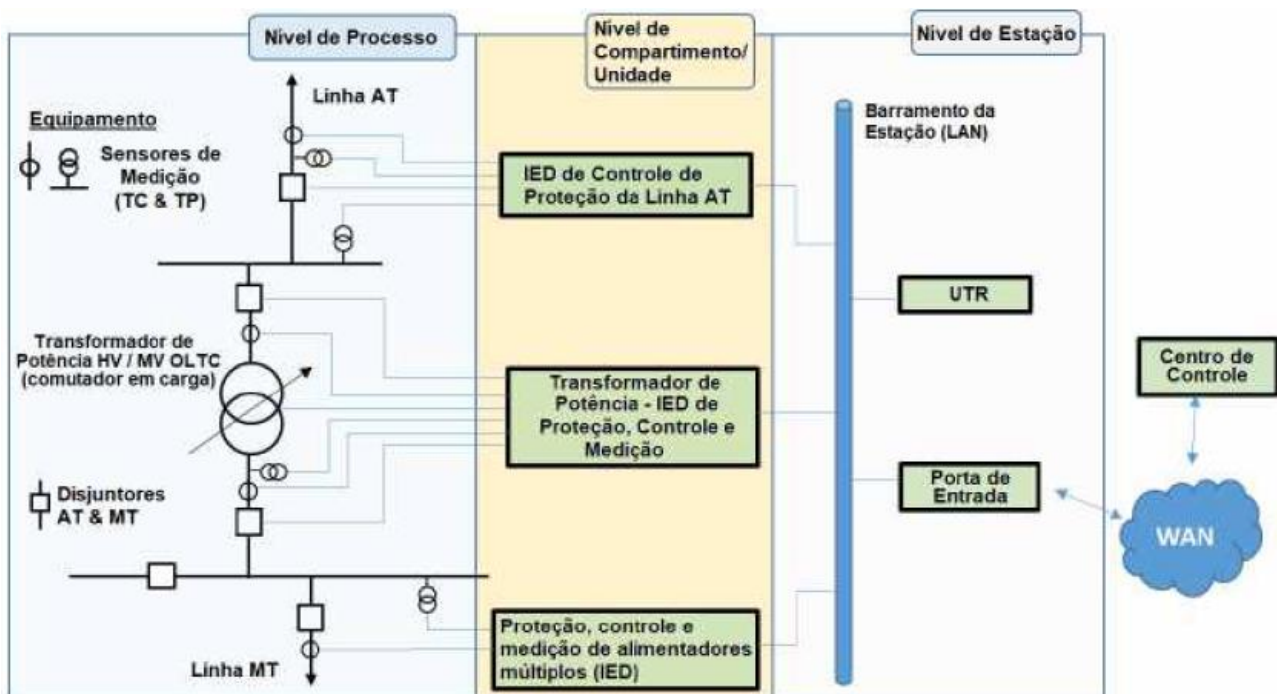 Nível de Processo
Nível de
Compartimento/
Unidade
Nível de Estação
Linha AT
Equipamento
Sensores de
Medição
(TC & TP)
IED de Controle de
Proteção da Linha AT
Barramento da
Estação (LAN)
UTR
Transformador de
Potência HV / MV OLTC
(comutador em carga)
Transformador de
Potência - IED de
Proteção, Controle e
Medição
Centro de
Controle
Porta de
Entrada
WAN
Disjuntores
AT & MT
Linha MT
Proteção, controle e
medição de alimentadores
múltiplos (IED)